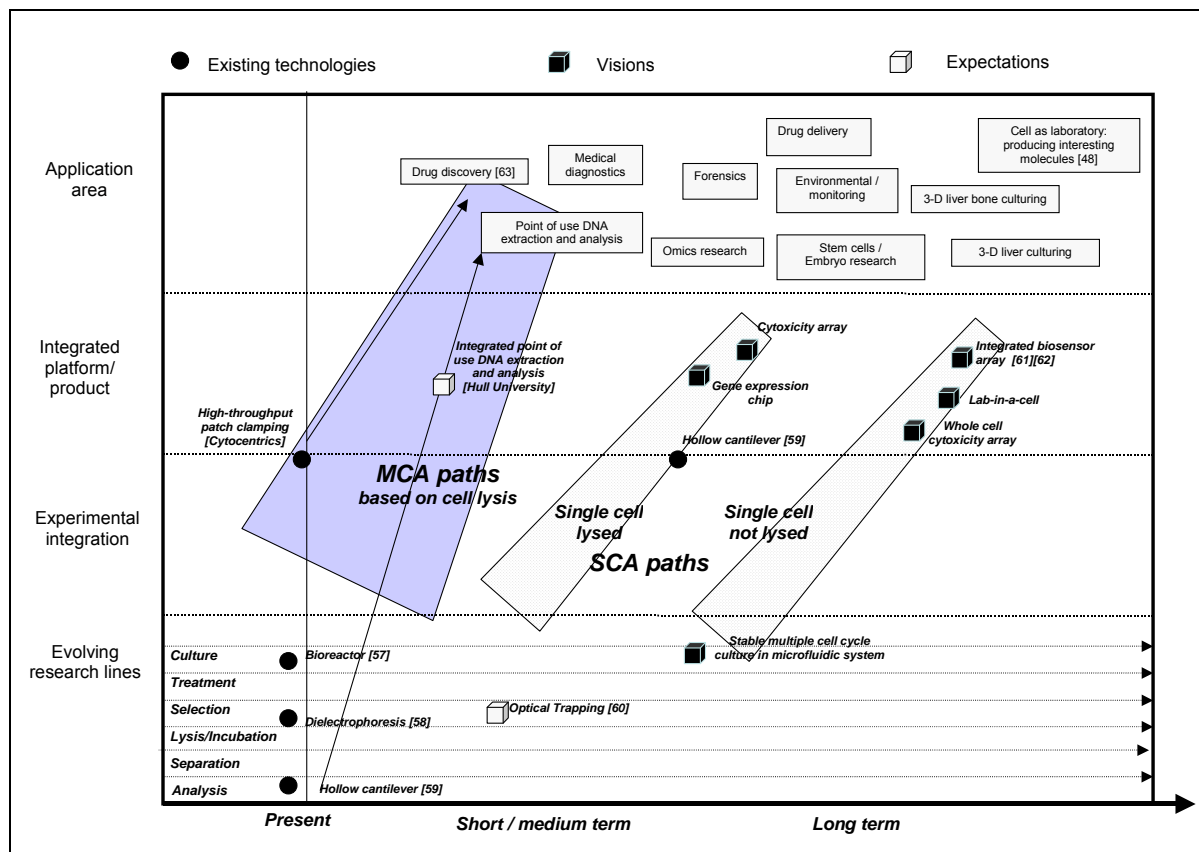 Existing technologies
Visions
Expectations
Application
area
Drug discovery [63]
Medical
diagnostics
Forensics
Drug delivery
Environmental /
monitoring
Cell as laboratory:
producing interesting
molecules [48]
3-D liver bone culturing
Point of use DNA
extraction and analysis
Omics research
Stem cells /
Embryo research
3-D liver culturing
Integrated
platform/
product
High-throughput
patch clamping
[Cytocentrics]
Integrated point of
use DNA extraction
and analysis
[Hull University]
Cytoxicity array
Gene expression
chip
Hollow cantilever [59]
Integrated biosensor
array [61][62]
Lab-in-a-cell
Whole cell
cytoxicity array
Experimental
integration
MCA paths
based on cell lysis
Single cell
lysed
Single cell
not lysed
SCA paths
Evolving
research lines
Culture
Bioreactor [57]
Stable multiple cell cycle
culture in microfluidic system
Treatment
Selection
Optical Trapping [60]
Dielectrophoresis [58]
Lysis/Incubation
Separation
Analysis
Hollow cantilever [59]
Present
Short / medium term
Long term